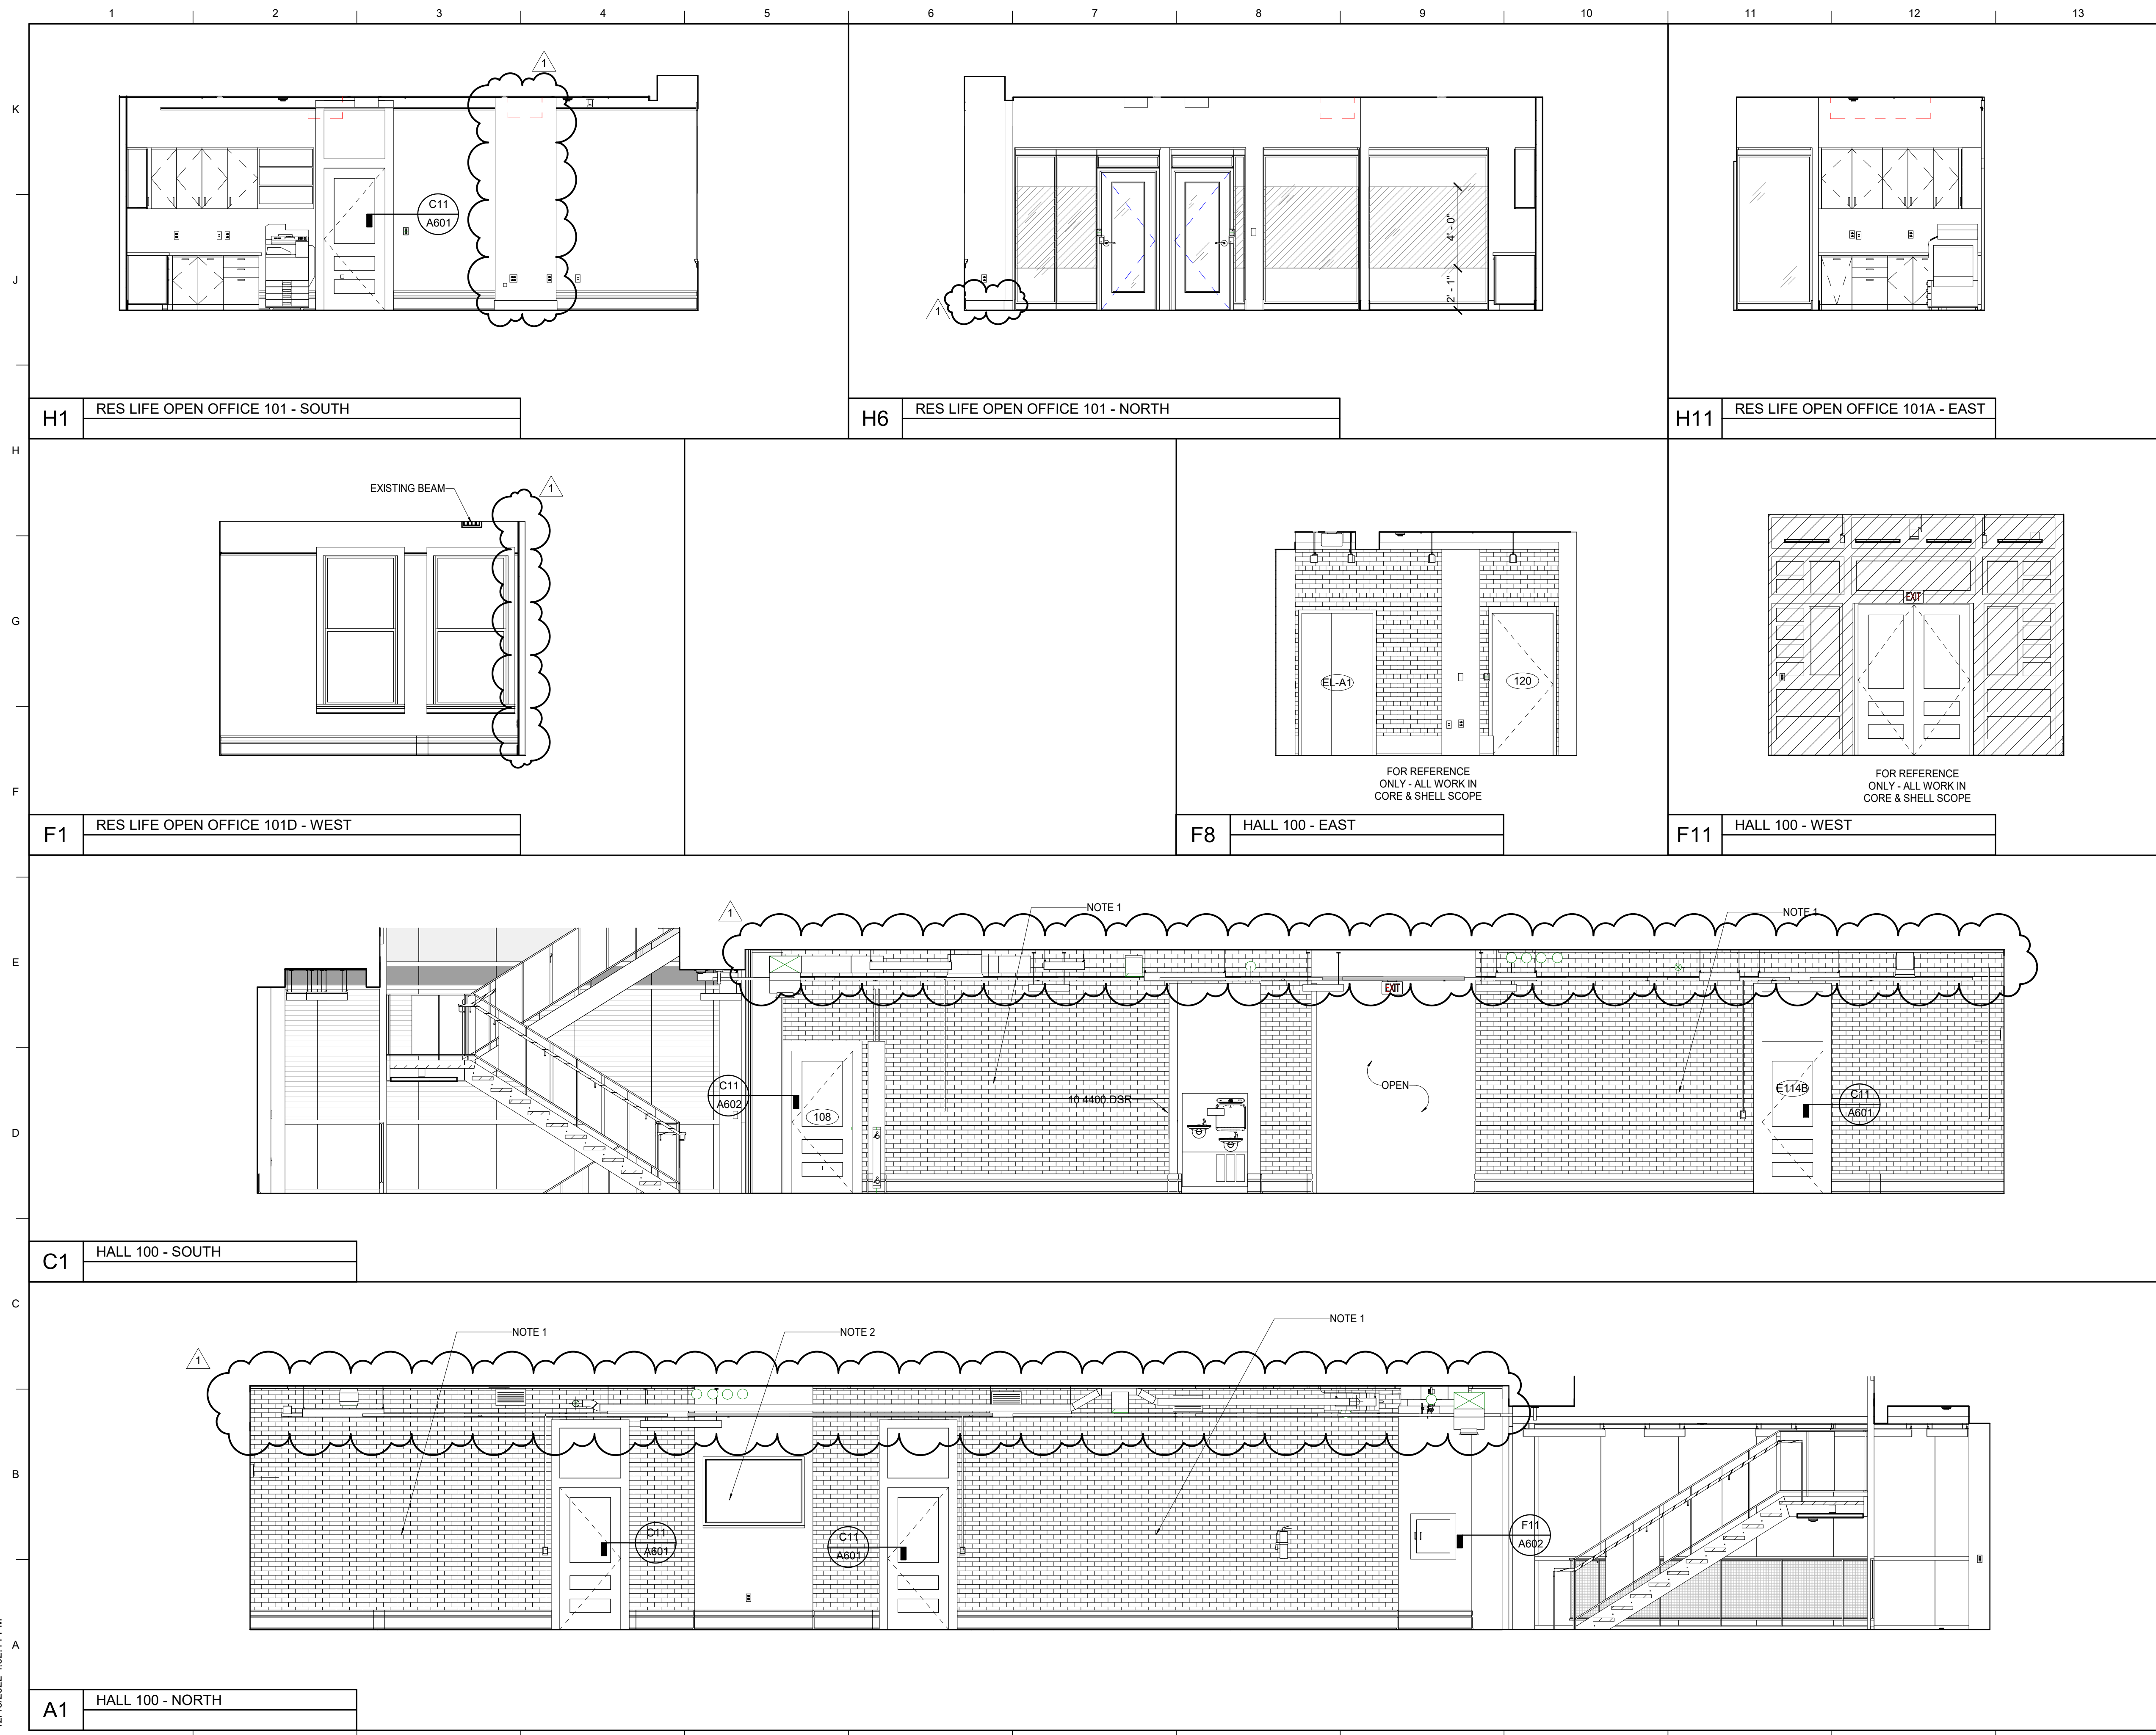 1 2 3 4 5 6 7 8 9 10 11 12 13
K
J
H
G
F
E
D
C
B
A
1
C11
A601
H1 RES LIFE OPEN OFFICE 101 - SOUTH
1
4' - 0"
2' - 1"
H6 RES LIFE OPEN OFFICE 101 - NORTH
H11 RES LIFE OPEN OFFICE 101A - EAST
EXISTING BEAM
1
F1 RES LIFE OPEN OFFICE 101D - WEST
EL-A1
120
FOR REFERENCE
ONLY - ALL WORK IN
CORE & SHELL SCOPE
F8 HALL 100 - EAST
EXIT
FOR REFERENCE
ONLY - ALL WORK IN
CORE & SHELL SCOPE
F11 HALL 100 - WEST
1
NOTE 1
NOTE 1
EXIT
C11
A602
108
10 4400.DSR
OPEN
E114B
C11
A601
C1 HALL 100 - SOUTH
1
NOTE 1
NOTE 2
NOTE 1
C11
A601
C11
A601
F11
A602
A1 HALL 100 - NORTH